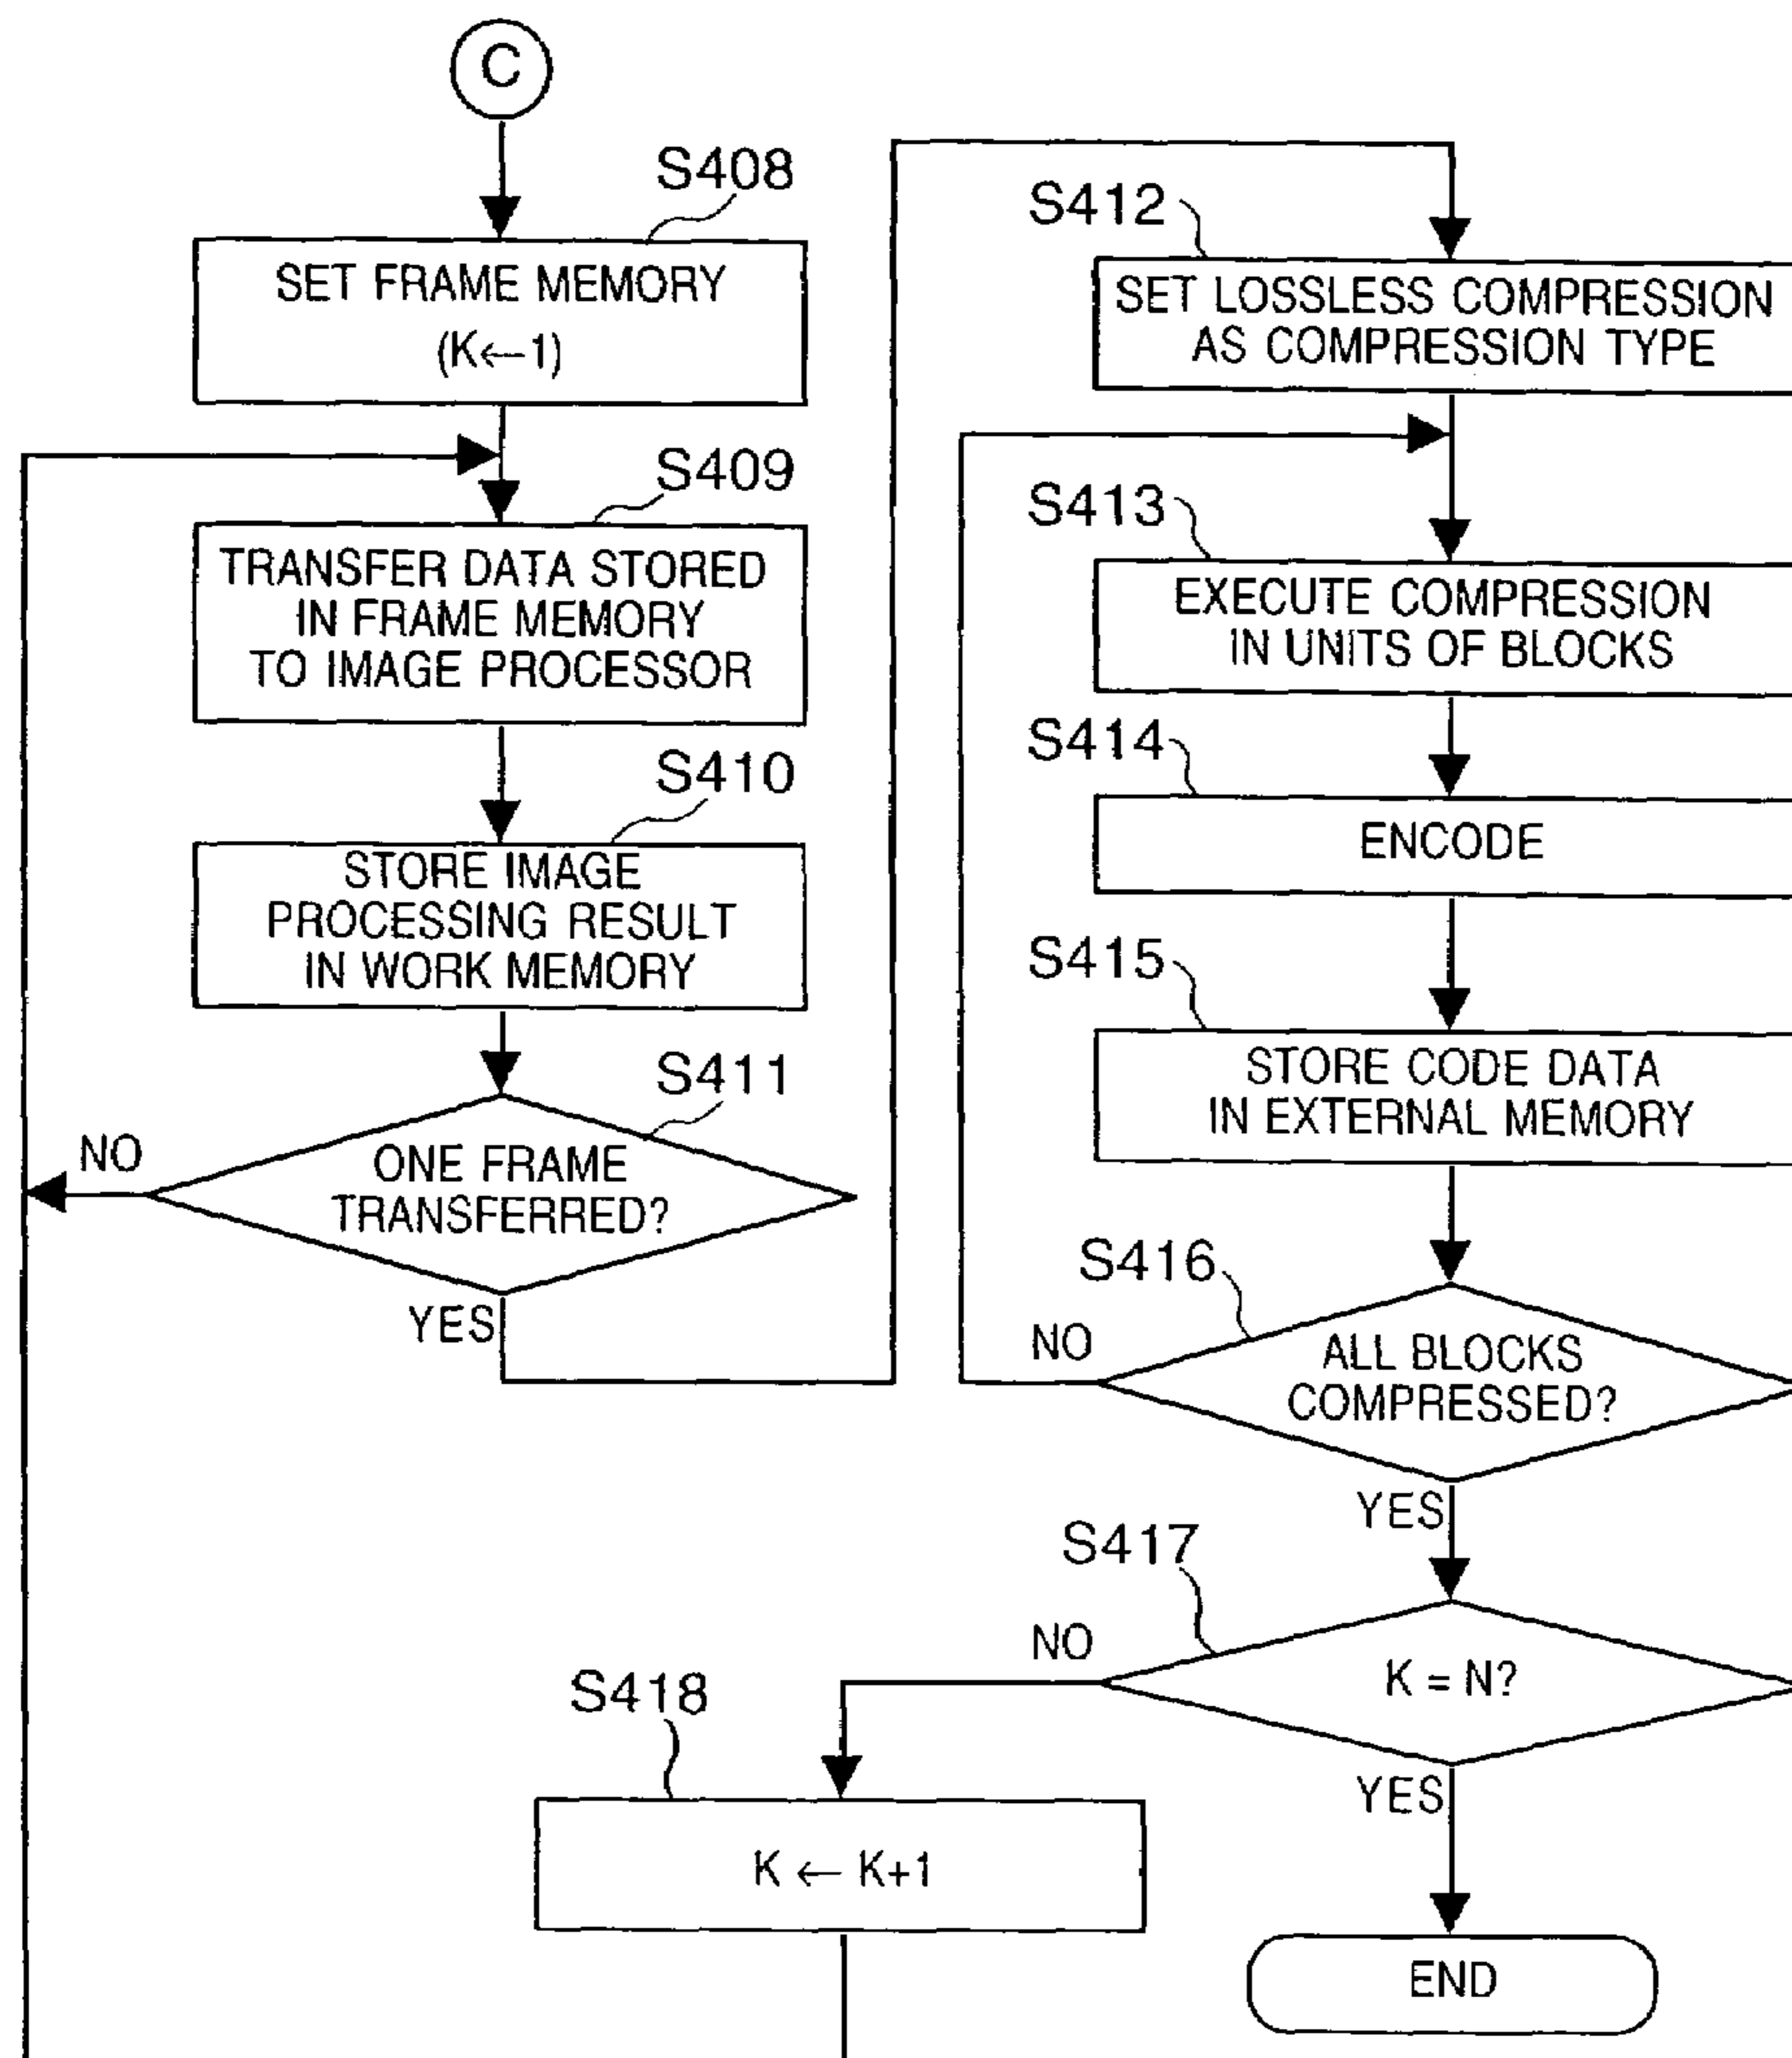 C
S408
SET FRAME MEMORY
(K←1)
S409
TRANSFER DATA STORED
IN FRAME MEMORY
TO IMAGE PROCESSOR
S410
STORE IMAGE
PROCESSING RESULT
IN WORK MEMORY
S411
ONE FRAME
TRANSFERRED?
NO
YES
S412
SET LOSSLESS COMPRESSION
AS COMPRESSION TYPE
S413
EXECUTE COMPRESSION
IN UNITS OF BLOCKS
S414
ENCODE
S415
STORE CODE DATA
IN EXTERNAL MEMORY
S416
ALL BLOCKS
COMPRESSED?
NO
YES
S417
K = N?
NO
YES
S418
K ← K+1
END